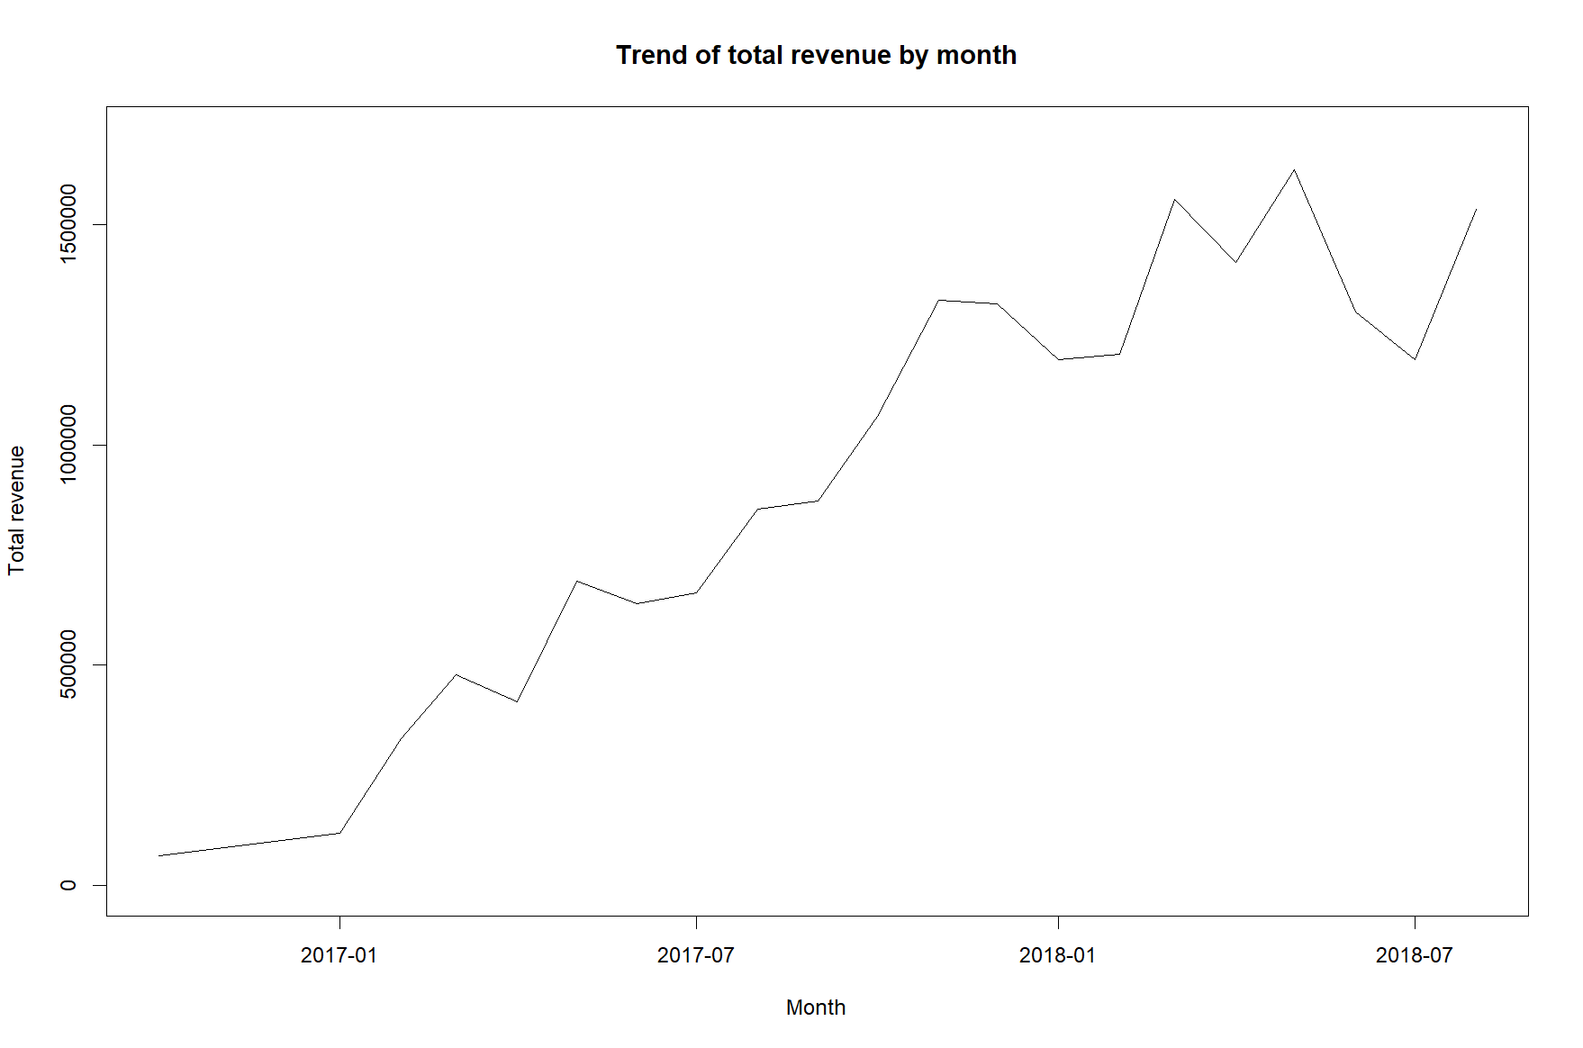 Trend of total revenue by month
Total revenue
1500000
1000000
500000
0
2017-01 2017-07 2018-01 2018-07
Month